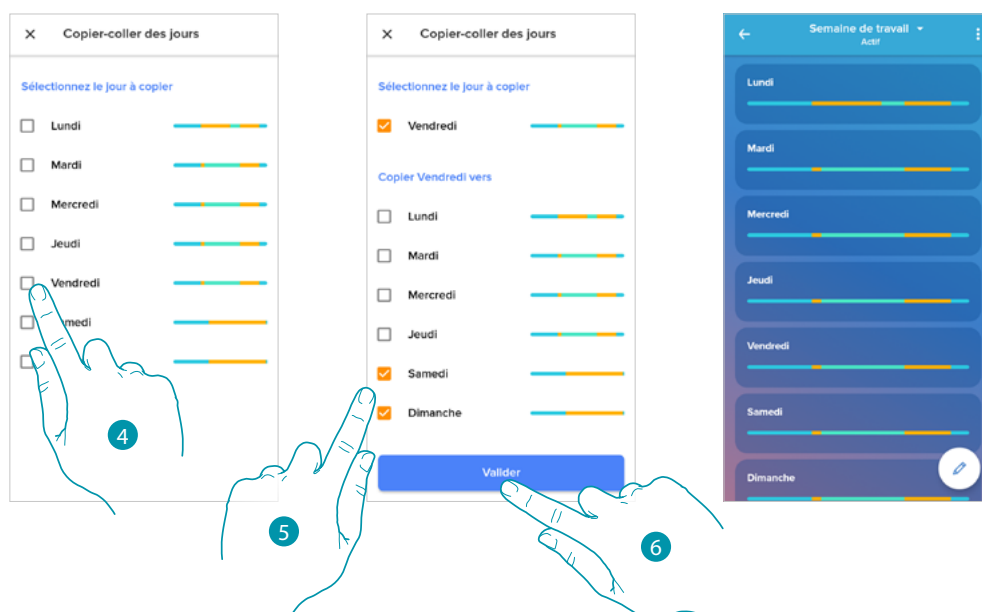 Copier-coller des jours
Sélectionnez le jour à copier
Lundi
Mardi
Mercredi
Jeudi
Vendredi
medi
4
Copier-coller des jours
Sélectionnez le jour à copier
Vendredi
Copier Vendredi vers
Lundi
Mardi
Mercredi
Jeudi
Samedi
Dimanche
Valider
5
6
Semaine de travail
Actif
Lundi
Mardi
Mercredi
Jeudi
Vendredi
Samedi
Dimanche